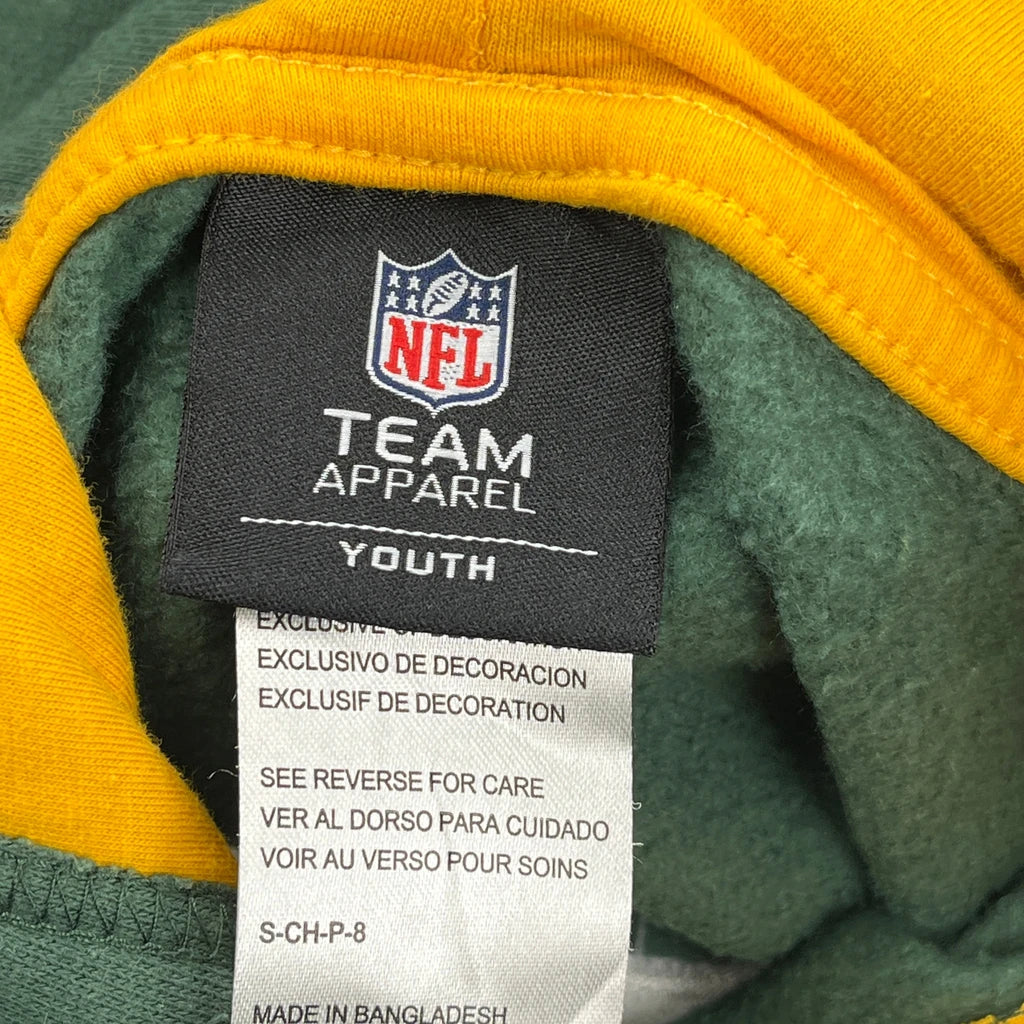 NFL
TEAM
APPAREL
YOUTH
EXCLUSIVE
EXCLUSIVO DE DECORACION
EXCLUSIF DE DECORATION
SEE REVERSE FOR CARE
VER AL DORSO PARA CUIDADO
VOIR AU VERSO POUR SOINS
S-CH-P-8
MADE IN BANGLADESH